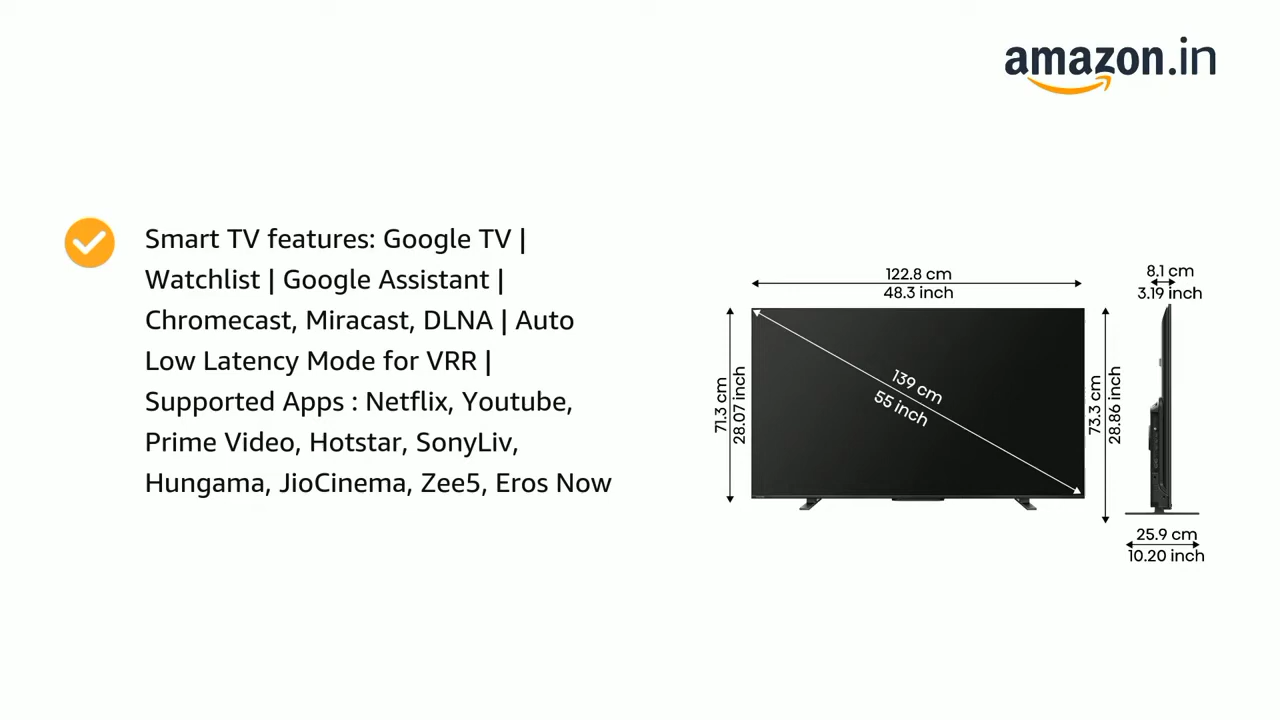 amazon.in
Smart TV features: Google TV |
Watchlist | Google Assistant |
Chromecast, Miracast, DLNA | Auto
Low Latency Mode for VRR |
Supported Apps : Netflix, Youtube,
Prime Video, Hotstar, SonyLiv,
Hungama, JioCinema, Zee5, Eros Now
122.8 cm
48.3 inch
8.1 cm
3.19 inch
71.3 cm
28.07 inch
139 cm
55 inch
73.3 cm
28.86 inch
25.9 cm
10.20 inch